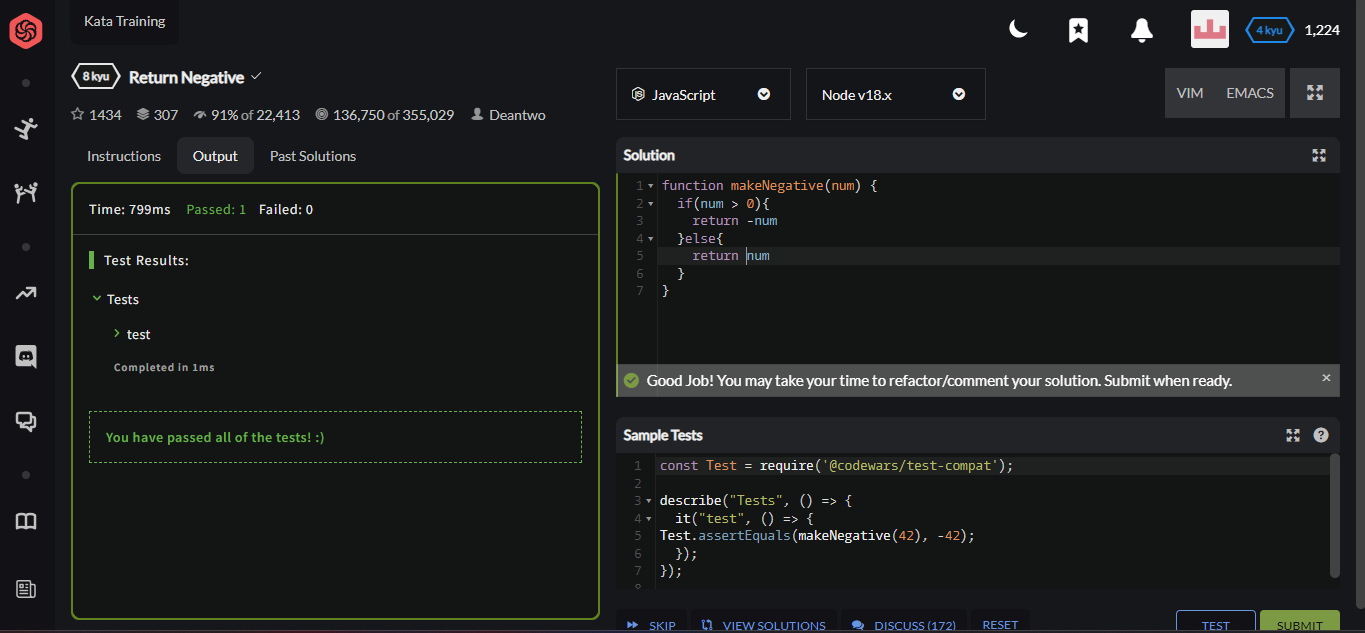 Kata Training
4 kyu 1,224
8 kyu Return Negative
1434 307 91% of 22,413 136,750 of 355,029 Deantwo
Instructions Output Past Solutions
Time: 799ms Passed: 1 Failed: 0
Test Results:
Tests
test
Completed in 1ms
You have passed all of the tests! :)
JavaScript Node v18.x VIM EMACS
Solution
1 function makeNegative(num) {
2 if(num > 0){
3 return -num
4 }else{
5 return num
6 }
7 }
Good Job! You may take your time to refactor/comment your solution. Submit when ready.
Sample Tests
1 const Test = require('@codewars/test-compat');
2
3 describe("Tests", () => {
4 it("test", () => {
5 Test.assertEquals(makeNegative(42), -42);
6 });
7 });
8
SKIP VIEW SOLUTIONS DISCUSS (172) RESET TEST SUBMIT